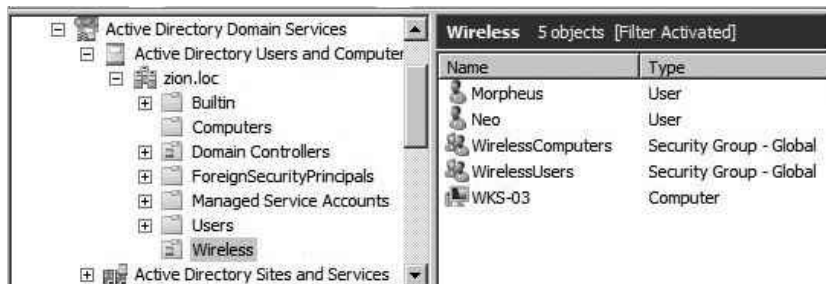 Active Directory Domain Services
Active Directory Users and Computer
zion.loc
Builtin
Computers
Domain Controllers
ForeignSecurityPrincipals
Managed Service Accounts
Users
Wireless
Active Directory Sites and Services
Wireless 5 objects [Filter Activated]
Name Type
Morpheus User
Neo User
WirelessComputers Security Group - Global
WirelessUsers Security Group - Global
WKS-03 Computer